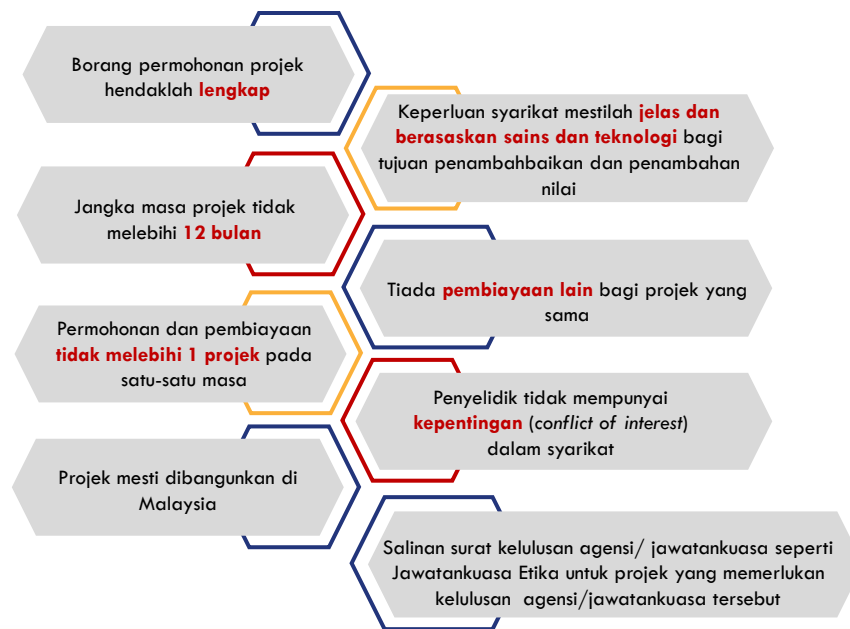 Borang permohonan projek
hendaklah lengkap
Keperluan syarikat mestilah jelas dan
berasaskan sains dan teknologi bagi
tujuan penambahbaikan dan penambahan
nilai
Jangka masa projek tidak
melebihi 12 bulan
Tiada pembiayaan lain bagi projek yang
sama
Permohonan dan pembiayaan
tidak melebihi 1 projek pada
satu-satu masa
Penyelidik tidak mempunyai
kepentingan (conflict of interest)
dalam syarikat
Projek mesti dibangunkan di
Malaysia
Salinan surat kelulusan agensi/ jawatankuasa seperti
Jawatankuasa Etika untuk projek yang memerlukan
kelulusan agensi/jawatankuasa tersebut